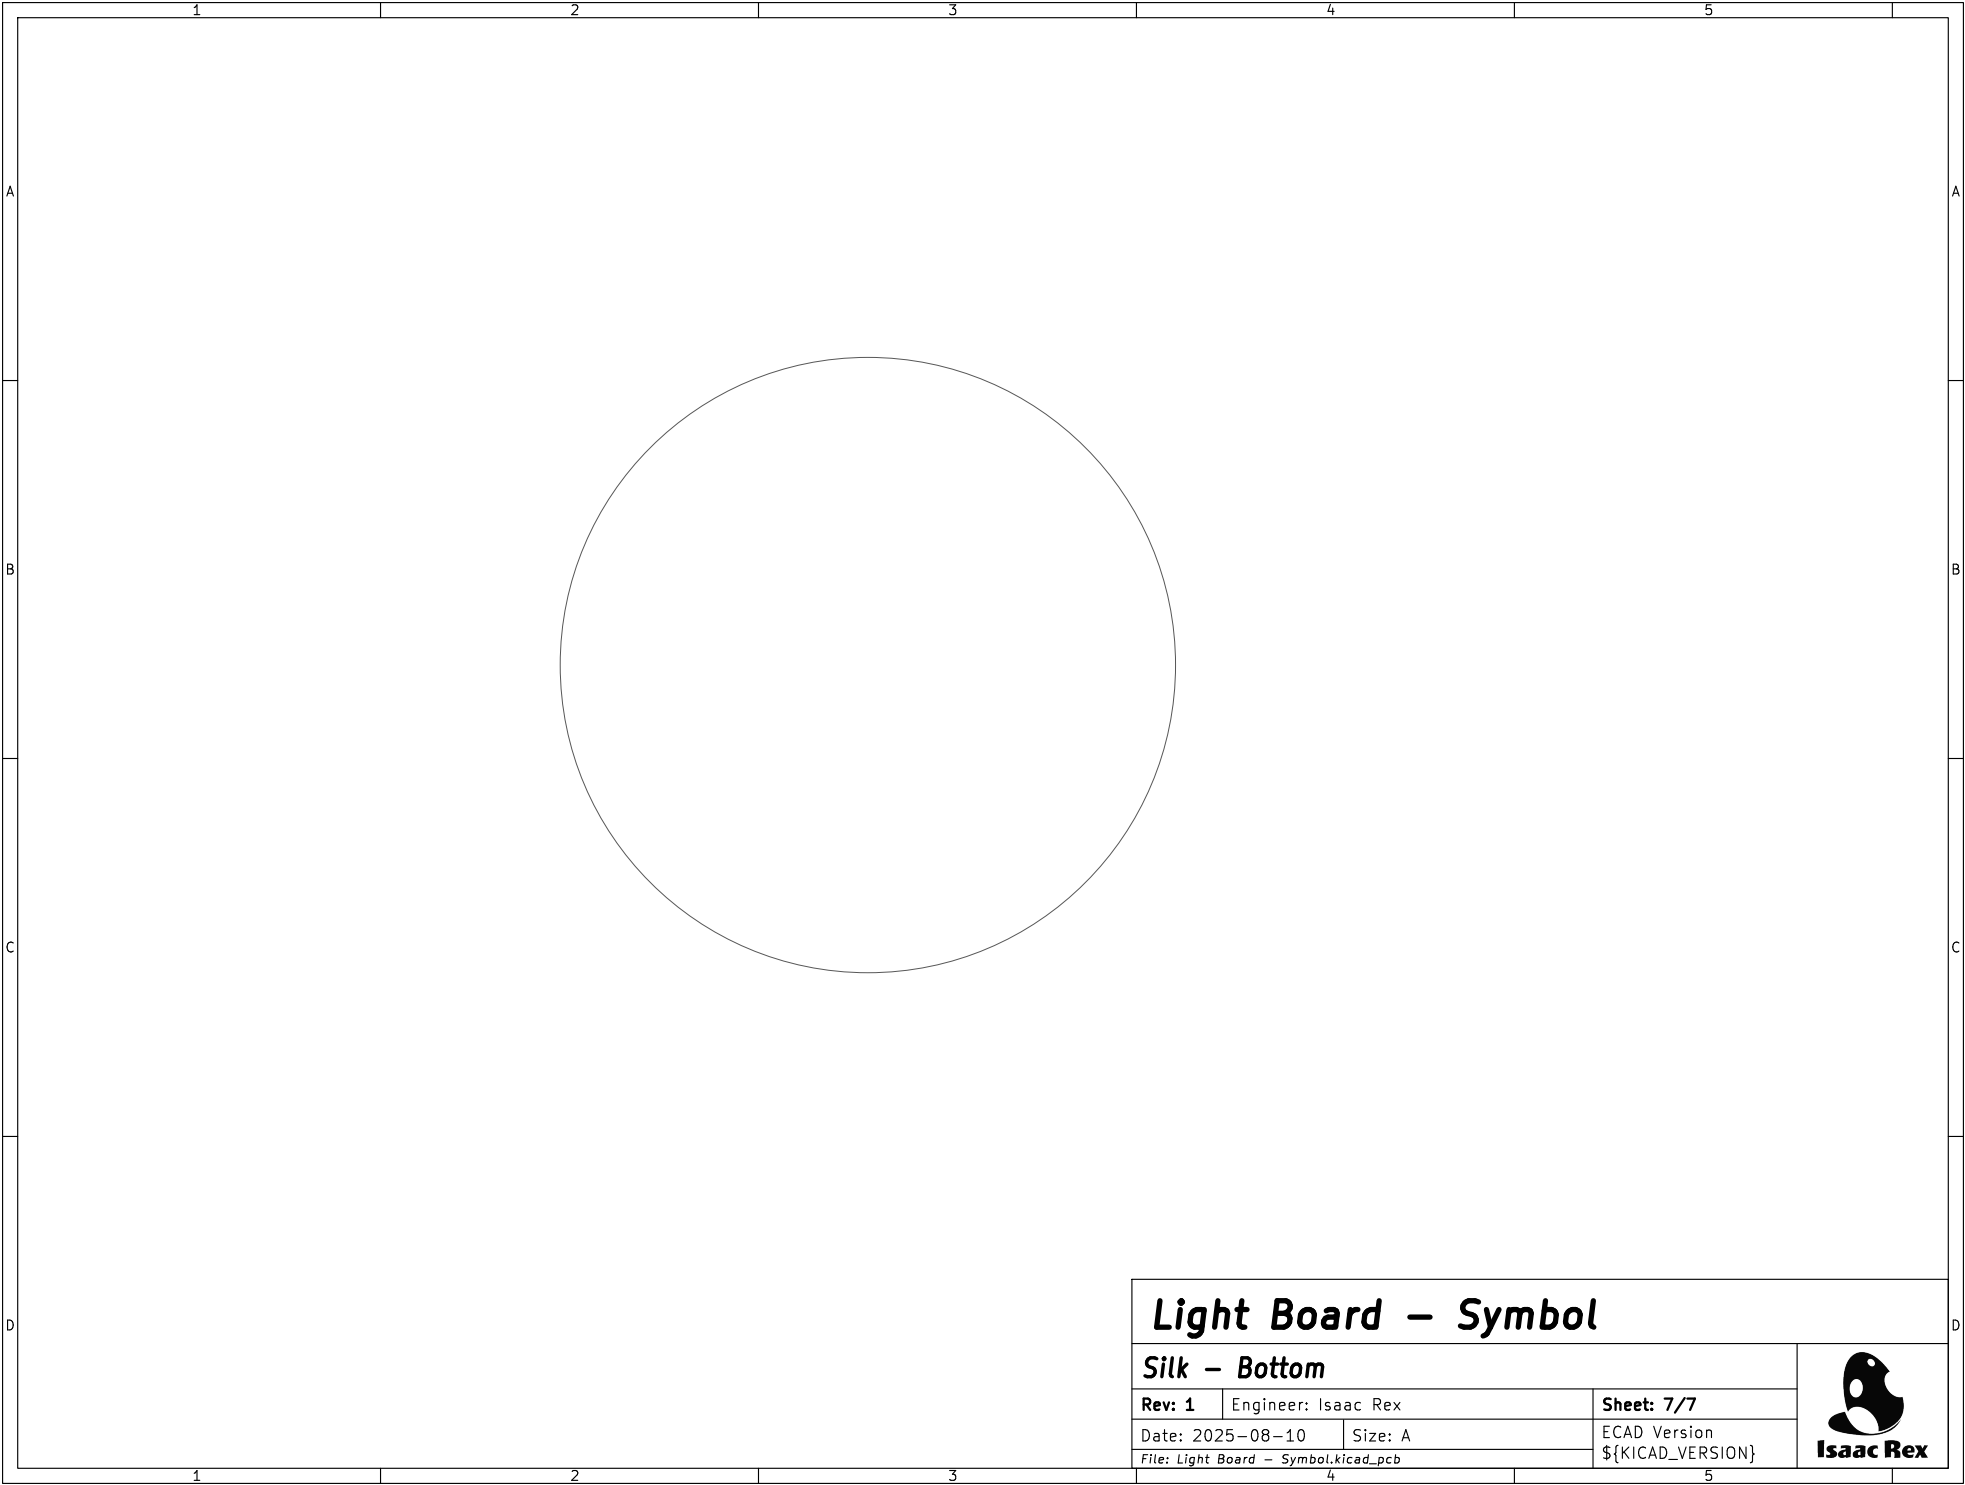 1 2 3 4 5
A A
B B
C C
D D
Light Board – Symbol
Silk – Bottom
Rev: 1 Engineer: Isaac Rex Sheet: 7/7
Date: 2025–08–10 Size: A ECAD Version
${KICAD_VERSION}
File: Light Board – Symbol.kicad_pcb
Isaac Rex
1 2 3 4 5